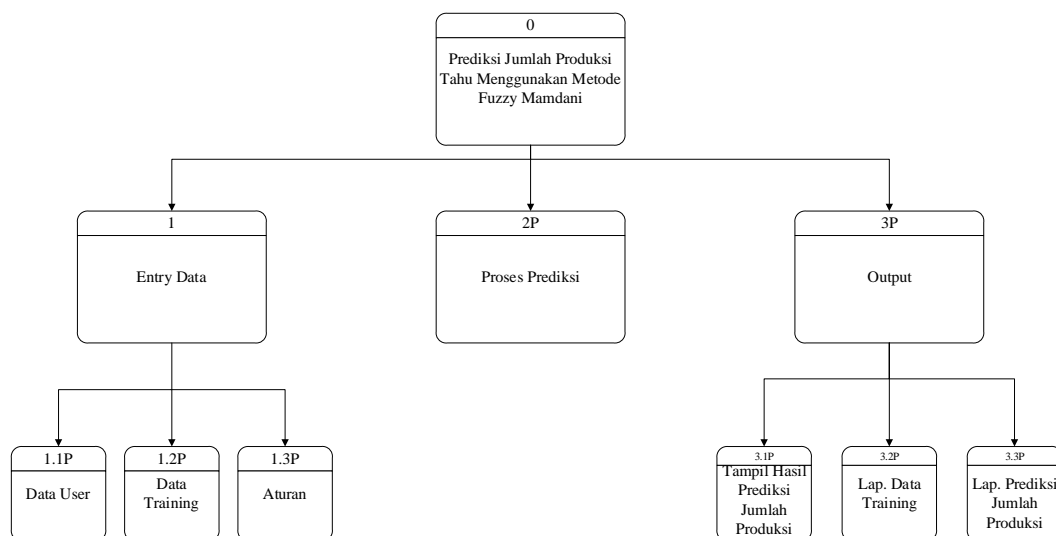 0
Prediksi Jumlah Produksi
Tahu Menggunakan Metode
Fuzzy Mamdani
1
Entry Data
2P
Proses Prediksi
3P
Output
1.1P
Data User
1.2P
Data
Training
1.3P
Aturan
3.1P
Tampil Hasil
Prediksi
Jumlah
Produksi
3.2P
Lap. Data
Training
3.3P
Lap. Prediksi
Jumlah
Produksi